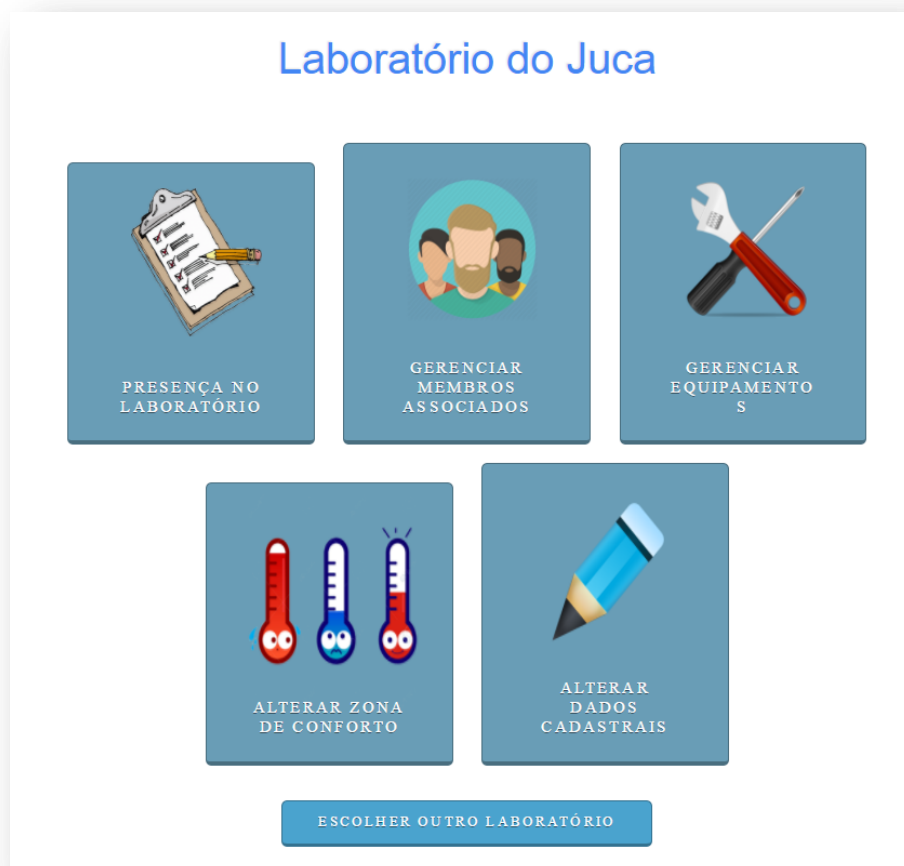 Laboratório do Juca
PRESENÇA NO
LABORATÓRIO
GERENCIAR
MEMBROS
ASSOCIADOS
GERENCIAR
EQUIPAMENTO
S
ALTERAR ZONA
DE CONFORTO
ALTERAR
DADOS
CADASTRAIS
ESCOLHER OUTRO LABORATÓRIO